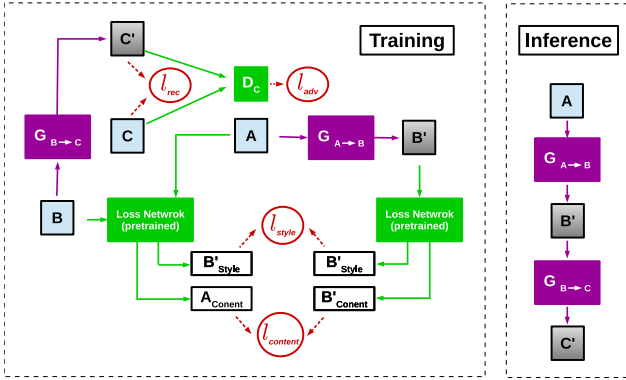 Training
Inference
C'
l rec
D C
l adv
G B→C
C
A
G A→B
B'
B
Loss Netwrok
(pretrained)
Loss Netwrok
(pretrained)
l style
B' Style
B' Style
A Conent
B' Conent
l content
A
G A→B
B'
G B→C
C'